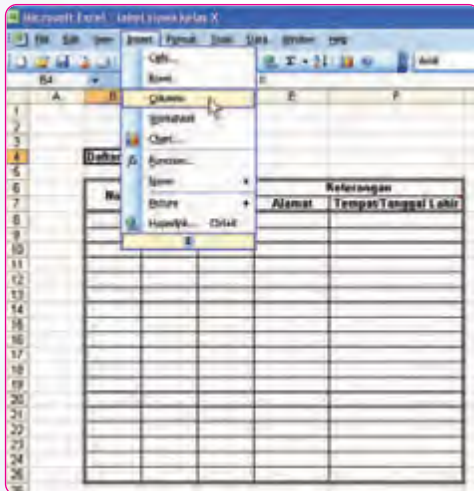 Microsoft Excel - tabel siswa kelas X
File Edit View Insert Format Tools Data Window Help
Arial
B4
A B E F
Cells...
Rows
Columns
Worksheet
Chart...
Function...
Name
Picture
Hyperlink... Ctrl+K
1
2
3
4 Daftar
5
6 No Keterangan
7 Alamat Tempat/Tanggal Lahir
8
9
10
11
12
13
14
15
16
17
18
19
20
21
22
23
24
25
26